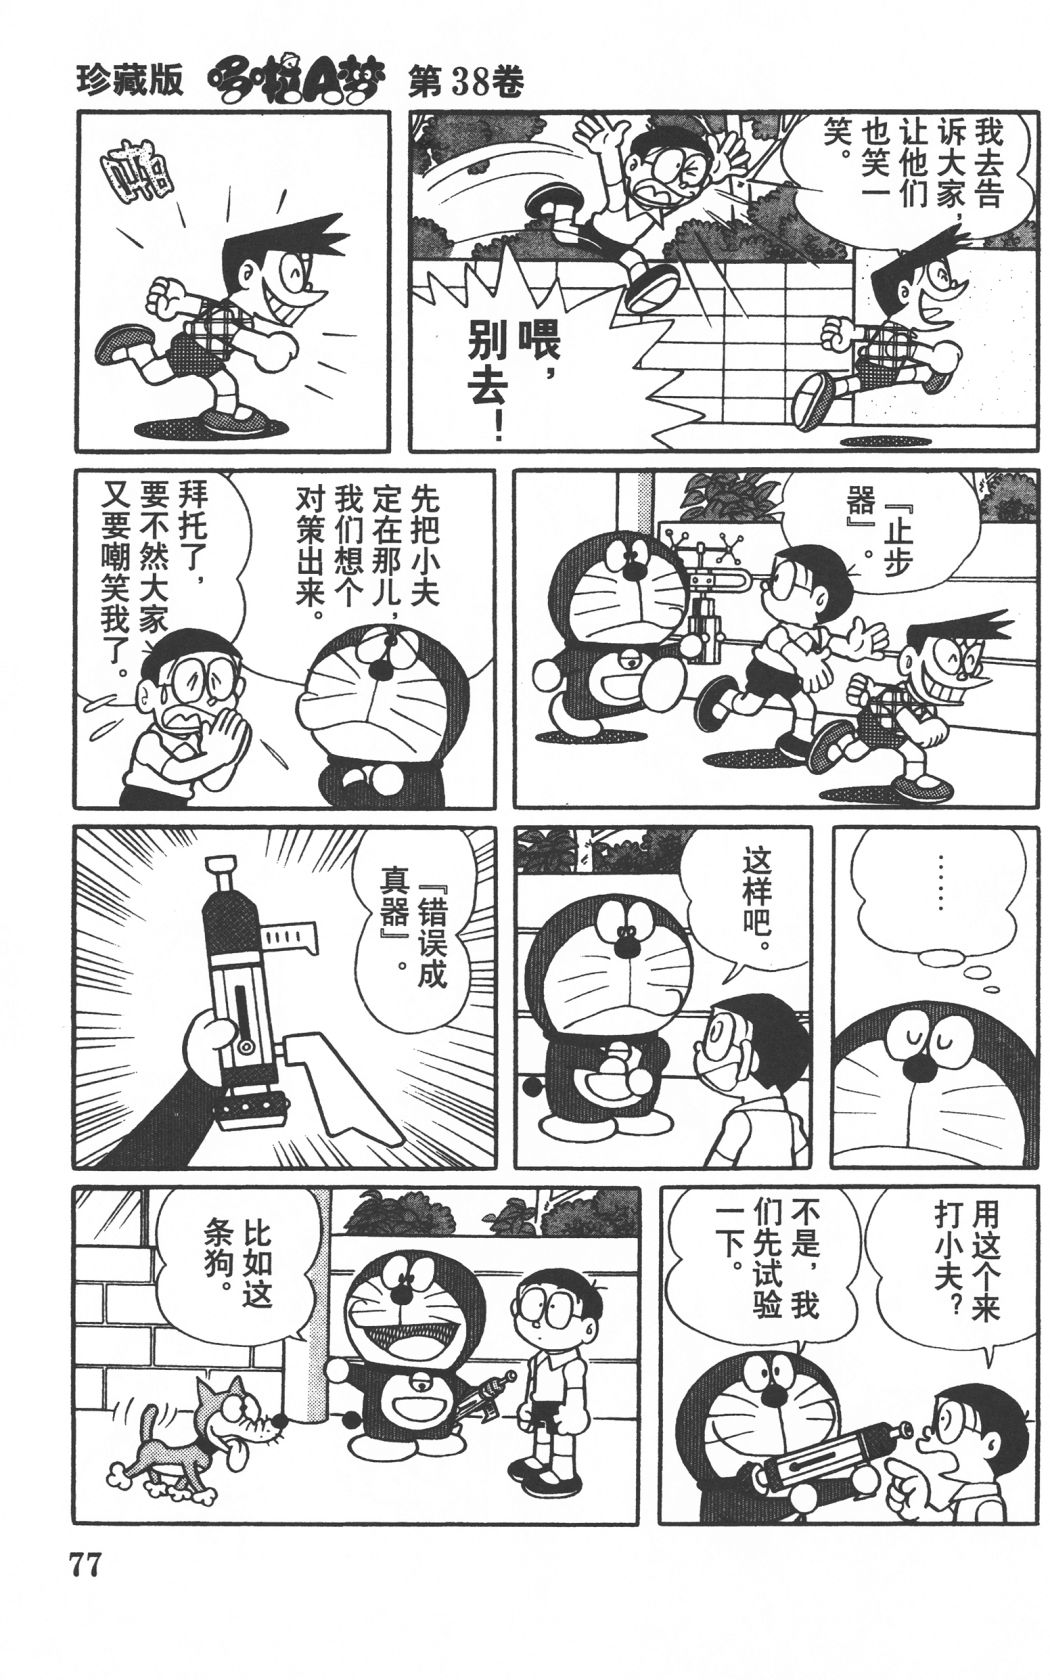 珍藏版 哆啦A梦 第38卷
我去告
诉大家，
让他们
也笑一
笑。
喂，
别去！
『止步
器』。
先把小夫
定在那儿，
我们想个
对策出来。
拜托了，
要不然大家
又要嘲笑我了。
……
这样吧。
『错误成
真器』。
用这个来
打小夫？
不是，我
们先试验
一下。
比如这
条狗。
77